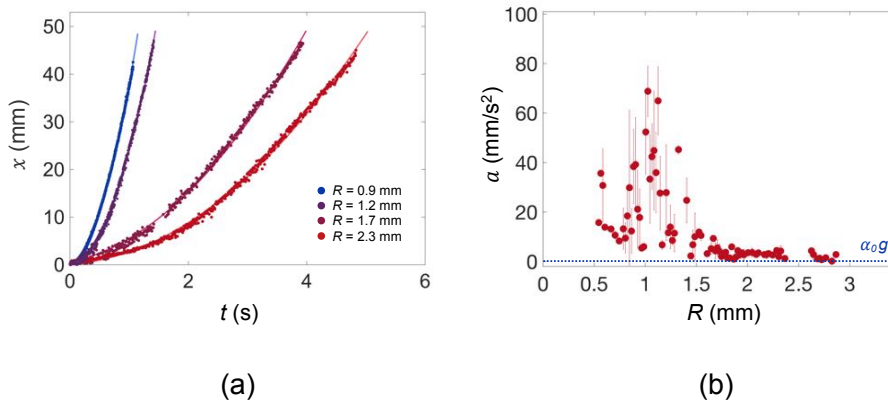 50
40
30
20
10
0
0
2
4
6
x (mm)
t (s)
R = 0.9 mm
R = 1.2 mm
R = 1.7 mm
R = 2.3 mm
(a)
100
80
60
40
20
0
0
0.5
1
1.5
2
2.5
3
a (mm/s²)
R (mm)
α₀g
(b)